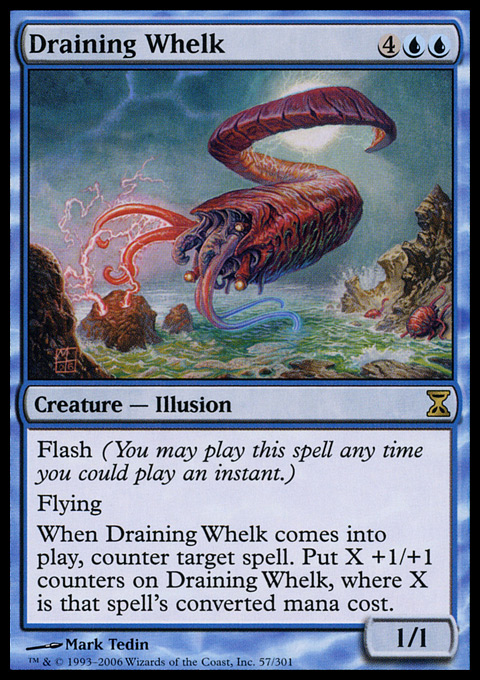 Draining Whelk 4
Creature — Illusion
Flash (You may play this spell any time
you could play an instant.)
Flying
When Draining Whelk comes into
play, counter target spell. Put X +1/+1
counters on Draining Whelk, where X
is that spell's converted mana cost.
Mark Tedin
1/1
™ & © 1993–2006 Wizards of the Coast, Inc. 57/301